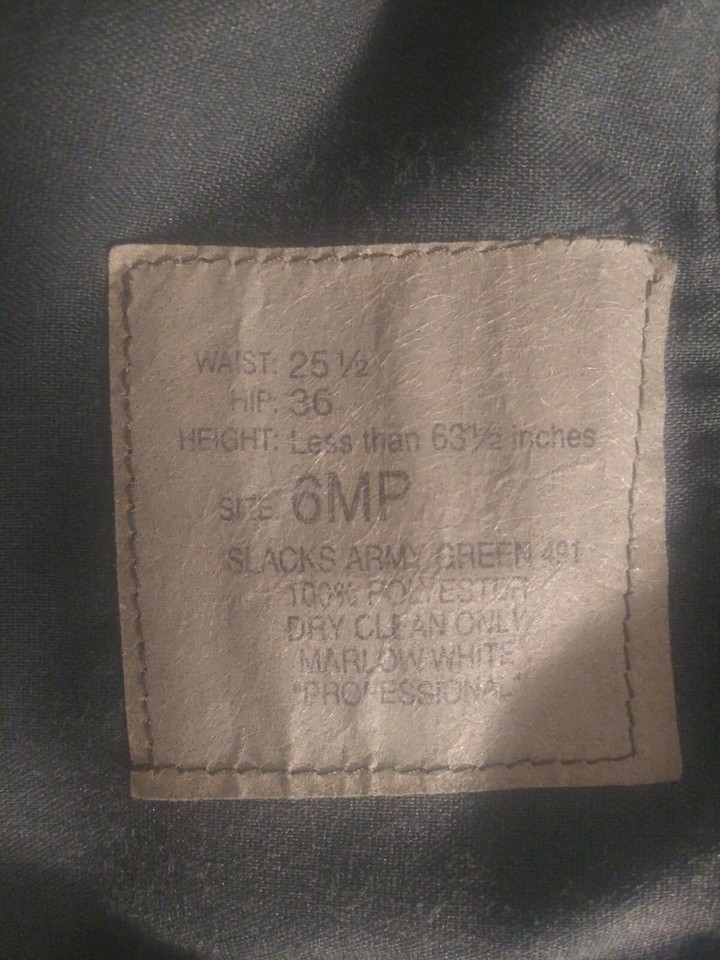 WAIST: 25 ½
HIP: 36
HEIGHT: Less than 63½ inches
SIZE: 6MP
SLACKS ARMY GREEN 491
100% POLYESTER
DRY CLEAN ONLY
MARLOW WHITE
"PROFESSIONAL"